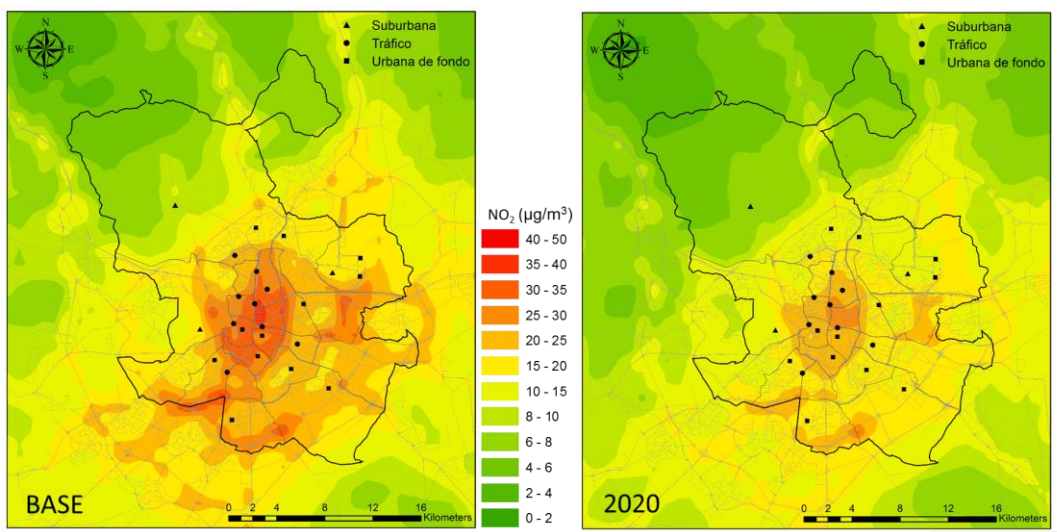 N
W E
S
Suburbana
Tráfico
Urbana de fondo
BASE
0 2 4 8 12 16
Kilometers
NO₂ (µg/m³)
40 - 50
35 - 40
30 - 35
25 - 30
20 - 25
15 - 20
10 - 15
8 - 10
6 - 8
4 - 6
2 - 4
0 - 2
N
W E
S
Suburbana
Tráfico
Urbana de fondo
2020
0 2 4 8 12 16
Kilometers